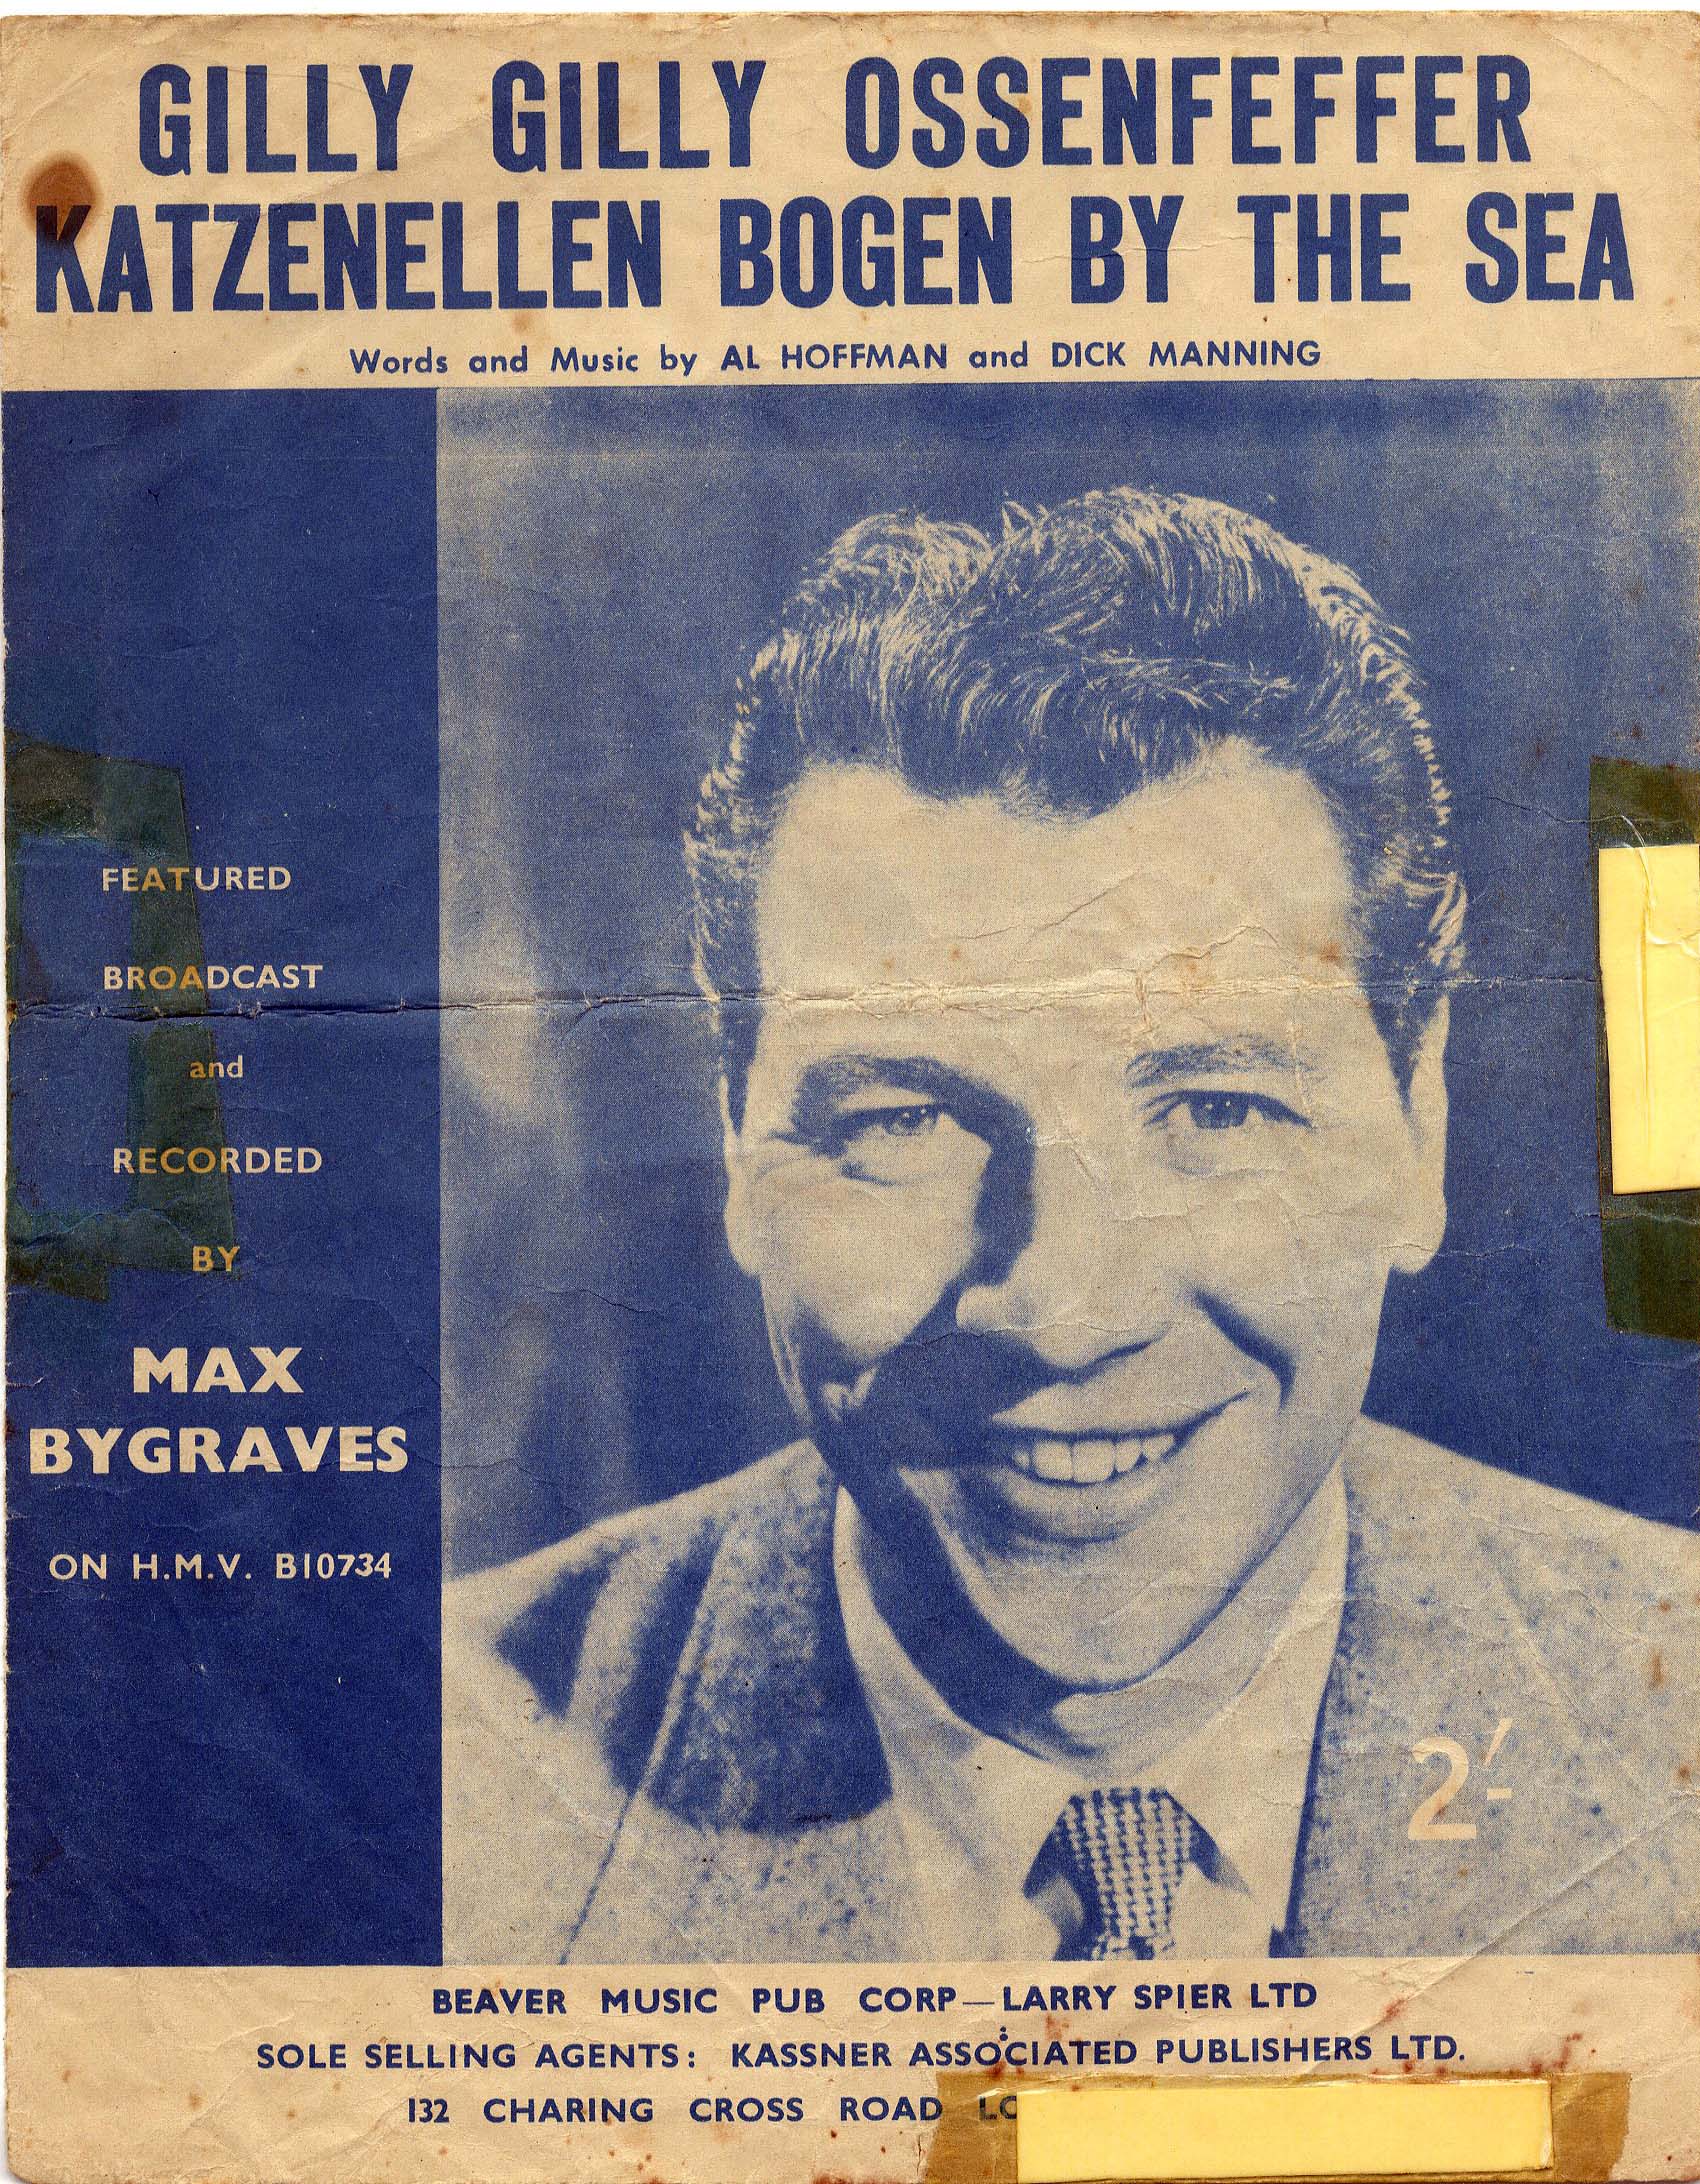 GILLY GILLY OSSENFEFFER
KATZENELLEN BOGEN BY THE SEA
Words and Music by AL HOFFMAN and DICK MANNING
FEATURED
BROADCAST
and
RECORDED
BY
MAX
BYGRAVES
ON H.M.V. B10734
2/-
BEAVER MUSIC PUB CORP—LARRY SPIER LTD
SOLE SELLING AGENTS: KASSNER ASSOCIATED PUBLISHERS LTD.
132 CHARING CROSS ROAD